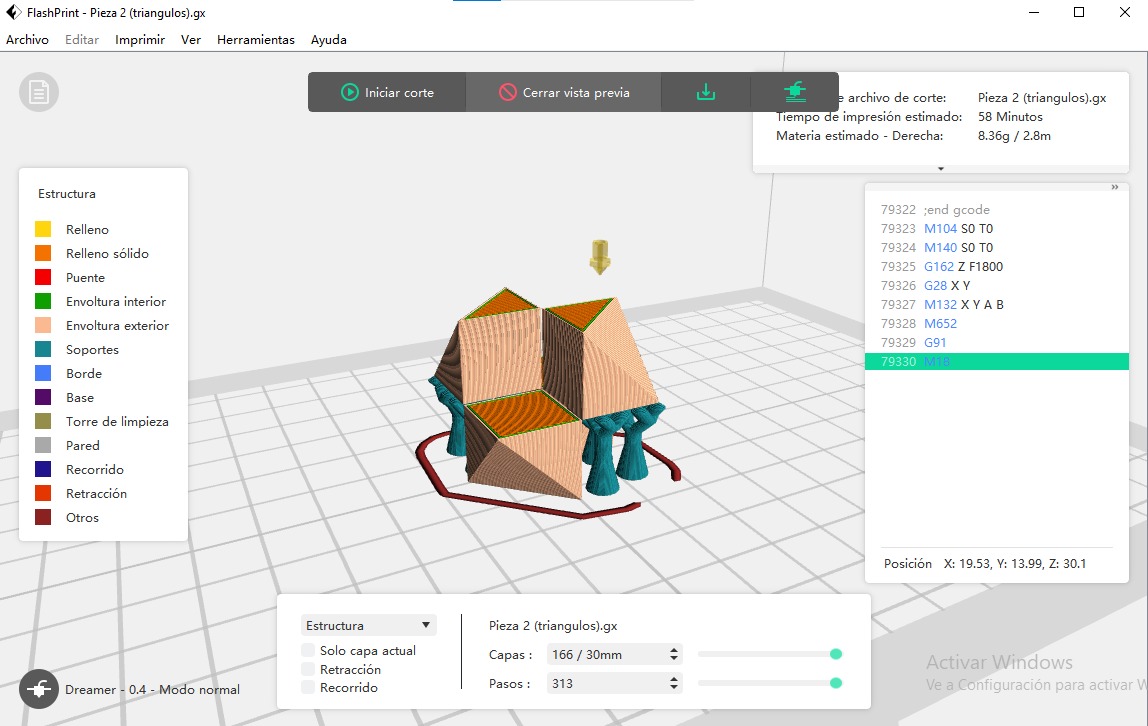 FlashPrint - Pieza 2 (triangulos).gx
Archivo Editar Imprimir Ver Herramientas Ayuda
Iniciar corte
Cerrar vista previa
e archivo de corte: Pieza 2 (triangulos).gx
Tiempo de impresión estimado: 58 Minutos
Materia estimado - Derecha: 8.36g / 2.8m
Estructura
Relleno
Relleno sólido
Puente
Envoltura interior
Envoltura exterior
Soportes
Borde
Base
Torre de limpieza
Pared
Recorrido
Retracción
Otros
»
79322 ;end gcode
79323 M104 S0 T0
79324 M140 S0 T0
79325 G162 Z F1800
79326 G28 X Y
79327 M132 X Y A B
79328 M652
79329 G91
79330 M18
Posición X: 19.53, Y: 13.99, Z: 30.1
Estructura
Solo capa actual
Retracción
Recorrido
Pieza 2 (triangulos).gx
Capas : 166 / 30mm
Pasos : 313
Dreamer - 0.4 - Modo normal
Activar Windows
Ve a Configuración para activar W